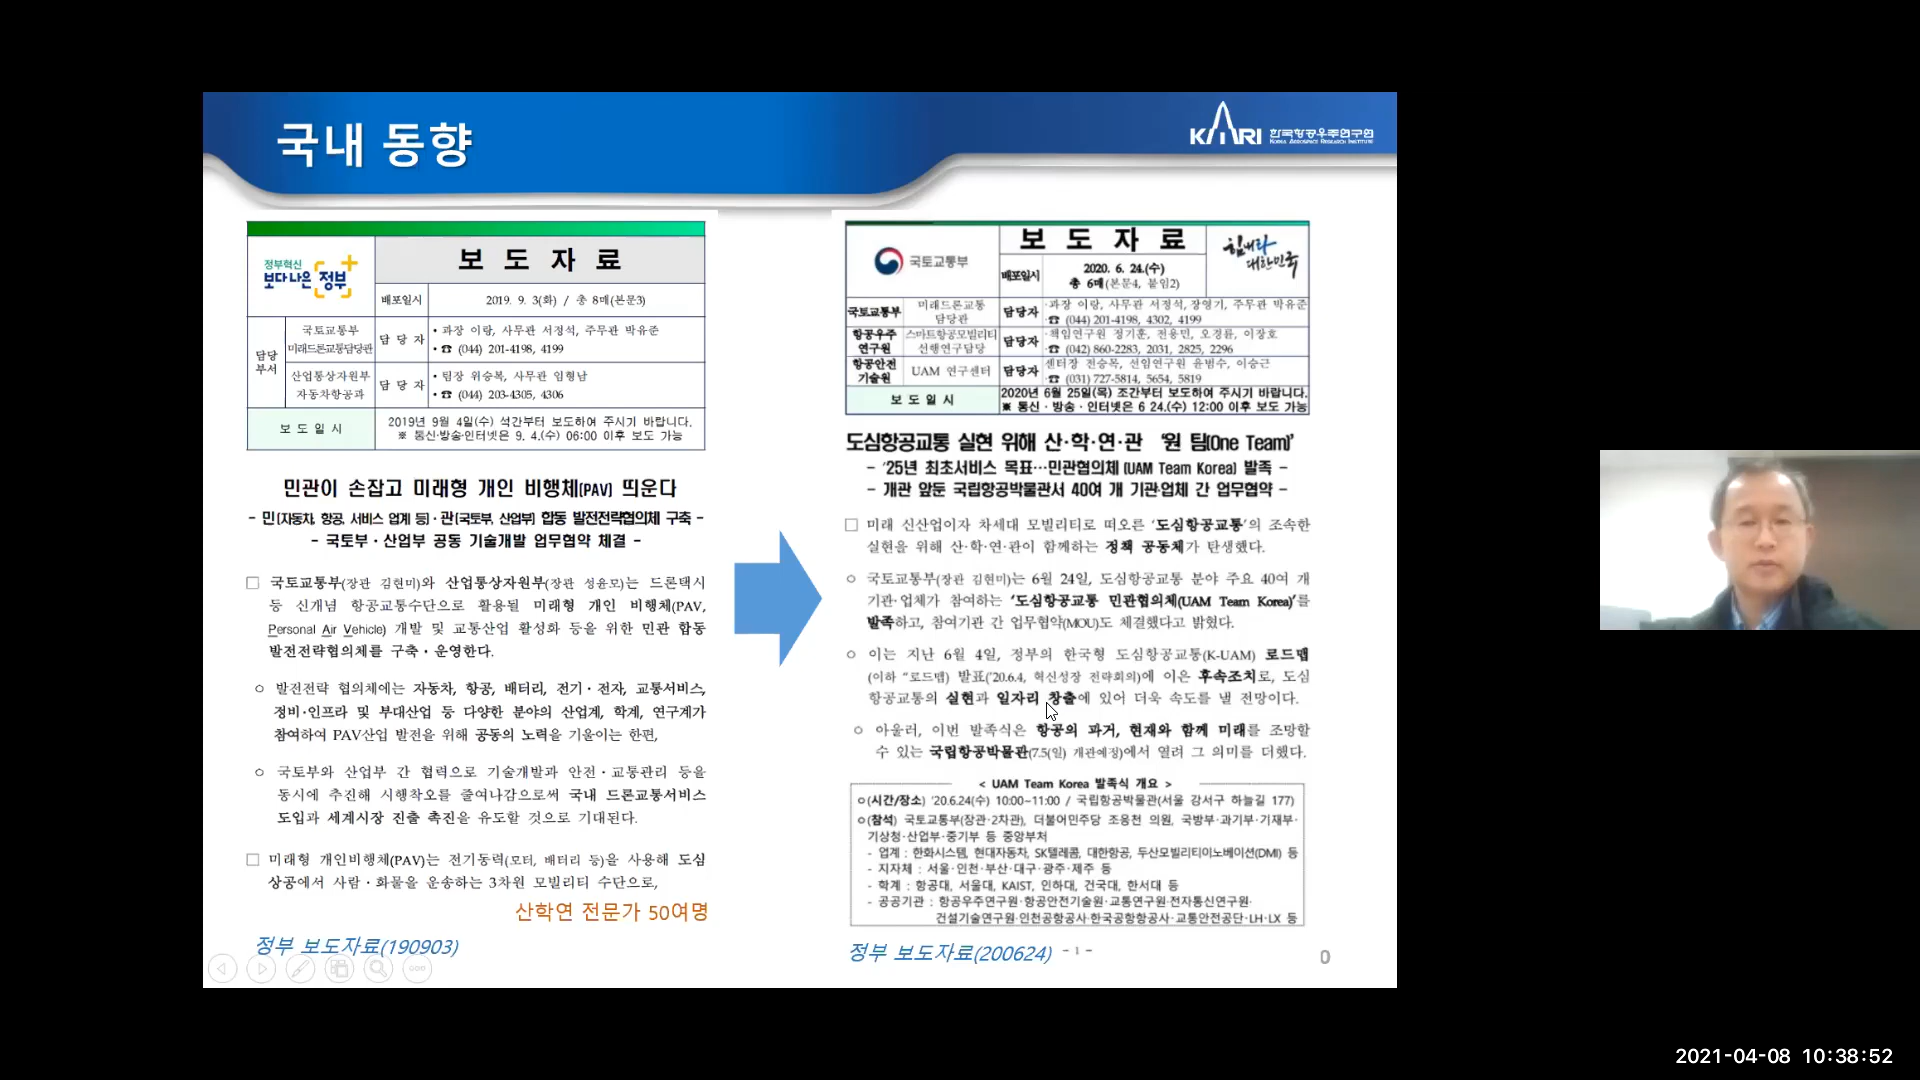 국내 동향
KARI 한국항공우주연구원
KOREA AEROSPACE RESEARCH INSTITUTE
정부혁신
보다나은 정부
보 도 자 료
배포일시
2019. 9. 3(화) / 총 8매(본문3)
담당
부서
국토교통부
미래드론교통담당관
담 당 자
• 과장 이랑, 사무관 서정석, 주무관 박유준
• ☎ (044) 201-4198, 4199
산업통상자원부
자동차항공과
담 당 자
• 팀장 위승복, 사무관 임형남
• ☎ (044) 203-4305, 4306
보 도 일 시
2019년 9월 4일(수) 석간부터 보도하여 주시기 바랍니다.
※ 통신·방송·인터넷은 9. 4.(수) 06:00 이후 보도 가능
민관이 손잡고 미래형 개인 비행체(PAV) 띄운다
- 민(자동차, 항공, 서비스 업계 등)·관(국토부, 산업부) 합동 발전전략협의체 구축 -
- 국토부·산업부 공동 기술개발 업무협약 체결 -
□ 국토교통부(장관 김현미)와 산업통상자원부(장관 성윤모)는 드론택시
등 신개념 항공교통수단으로 활용될 미래형 개인 비행체(PAV,
Personal Air Vehicle) 개발 및 교통산업 활성화 등을 위한 민관 합동
발전전략협의체를 구축·운영한다.
○ 발전전략 협의체에는 자동차, 항공, 배터리, 전기·전자, 교통서비스,
정비·인프라 및 부대산업 등 다양한 분야의 산업계, 학계, 연구계가
참여하여 PAV산업 발전을 위해 공동의 노력을 기울이는 한편,
○ 국토부와 산업부 간 협력으로 기술개발과 안전·교통관리 등을
동시에 추진해 시행착오를 줄여나감으로써 국내 드론교통서비스
도입과 세계시장 진출 촉진을 유도할 것으로 기대된다.
□ 미래형 개인비행체(PAV)는 전기동력(모터, 배터리 등)을 사용해 도심
상공에서 사람·화물을 운송하는 3차원 모빌리티 수단으로,
산학연 전문가 50여명
정부 보도자료(190903)
국토교통부
보 도 자 료
힘내라
대한민국
배포일시
2020. 6. 24.(수)
총 6매(본문4, 붙임2)
국토교통부
미래드론교통
담당관
담당자
·과장 이랑, 사무관 서정석, 장영기, 주무관 박유준
·☎ (044) 201-4198, 4302, 4199
항공우주
연구원
스마트항공모빌리티
선행연구담당
담당자
·책임연구원 정기훈, 전용민, 오경륜, 이장호
·☎ (042) 860-2283, 2031, 2825, 2296
항공안전
기술원
UAM 연구센터
담당자
센터장 전승목, 선임연구원 윤범수, 이승근
·☎ (031) 727-5814, 5654, 5819
보 도 일 시
2020년 6월 25일(목) 조간부터 보도하여 주시기 바랍니다.
※ 통신·방송·인터넷은 6 24.(수) 12:00 이후 보도 가능
도심항공교통 실현 위해 산·학·연·관 ‘원 팀(One Team)’
- ’25년 최초서비스 목표…민관협의체(UAM Team Korea) 발족 -
- 개관 앞둔 국립항공박물관서 40여 개 기관·업체 간 업무협약 -
□ 미래 신산업이자 차세대 모빌리티로 떠오른 ‘도심항공교통’의 조속한
실현을 위해 산·학·연·관이 함께하는 정책 공동체가 탄생했다.
○ 국토교통부(장관 김현미)는 6월 24일, 도심항공교통 분야 주요 40여 개
기관·업체가 참여하는 ‘도심항공교통 민관협의체(UAM Team Korea)’를
발족하고, 참여기관 간 업무협약(MOU)도 체결했다고 밝혔다.
○ 이는 지난 6월 4일, 정부의 한국형 도심항공교통(K-UAM) 로드맵
(이하 “로드맵) 발표(’20.6.4, 혁신성장 전략회의)에 이은 후속조치로, 도심
항공교통의 실현과 일자리 창출에 있어 더욱 속도를 낼 전망이다.
○ 아울러, 이번 발족식은 항공의 과거, 현재와 함께 미래를 조망할
수 있는 국립항공박물관(7.5(일) 개관예정)에서 열려 그 의미를 더했다.
< UAM Team Korea 발족식 개요 >
○(시간/장소) ’20.6.24(수) 10:00~11:00 / 국립항공박물관(서울 강서구 하늘길 177)
○(참석) 국토교통부(장관·2차관), 더불어민주당 조응천 의원, 국방부·과기부·기재부·
기상청·산업부·중기부 등 중앙부처
- 업계 : 한화시스템, 현대자동차, SK텔레콤, 대한항공, 두산모빌리티이노베이션(DMI) 등
- 지자체 : 서울·인천·부산·대구·광주·제주 등
- 학계 : 항공대, 서울대, KAIST, 인하대, 건국대, 한서대 등
- 공공기관 : 항공우주연구원·항공안전기술원·교통연구원·전자통신연구원·
건설기술연구원·인천공항공사·한국공항항공사·교통안전공단·LH·LX 등
정부 보도자료(200624)
- 1 -
0
2021-04-08 10:38:52